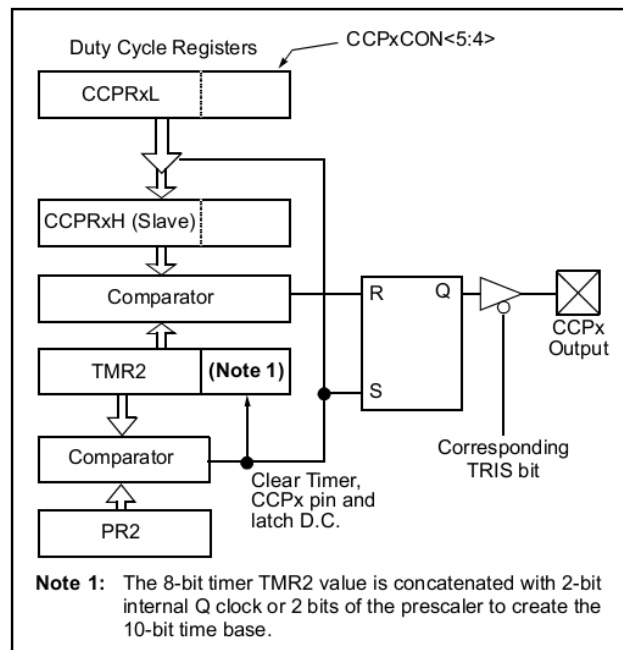 Duty Cycle Registers
CCPxCON<5:4>
CCPRxL
CCPRxH (Slave)
Comparator
R
Q
CCPx
Output
TMR2
(Note 1)
S
Comparator
Corresponding
TRIS bit
Clear Timer,
CCPx pin and
latch D.C.
PR2
Note 1: The 8-bit timer TMR2 value is concatenated with 2-bit
internal Q clock or 2 bits of the prescaler to create the
10-bit time base.